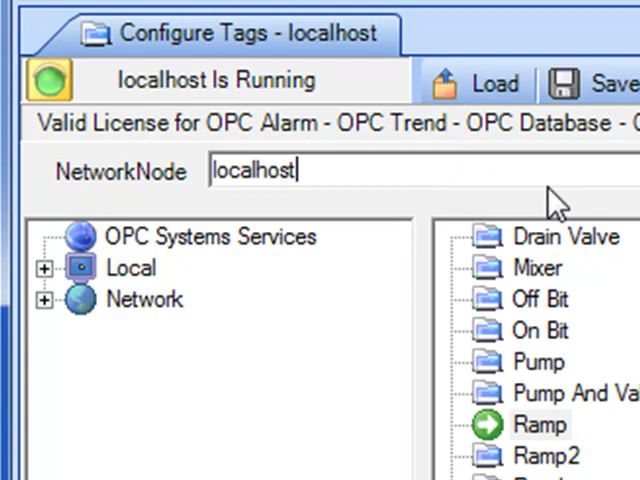 Configure Tags - localhost
localhost Is Running
Load
Save
Valid License for OPC Alarm - OPC Trend - OPC Database -
NetworkNode
localhost
OPC Systems Services
Local
Network
Drain Valve
Mixer
Off Bit
On Bit
Pump
Pump And
Ramp
Ramp2